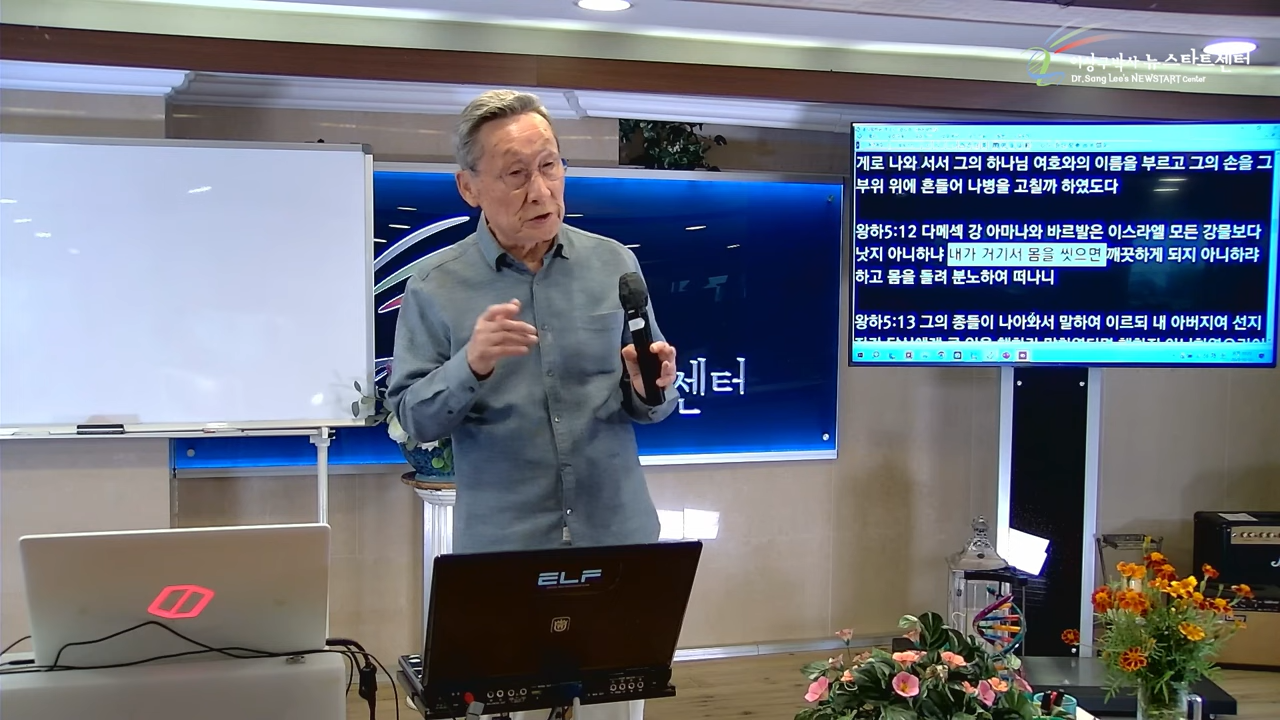 이상구박사 뉴스타트센터
Dr. Sang Lee's NEWSTART Center
게로 나와 서서 그의 하나님 여호와의 이름을 부르고 그의 손을 그
부위 위에 흔들어 나병을 고칠까 하였도다
왕하5:12 다메섹 강 아마나와 바르발은 이스라엘 모든 강물보다
낫지 아니하냐 내가 거기서 몸을 씻으면 깨끗하게 되지 아니하랴
하고 몸을 돌려 분노하여 떠나니
왕하5:13 그의 종들이 나아와서 말하여 이르되 내 아버지여 선지
센터
ELF